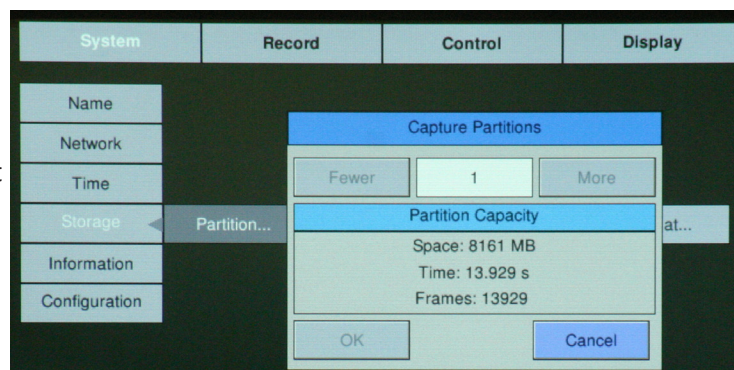 System Record Control Display
Name
Network
Time
Storage
Information
Configuration
Partition...
at...
Capture Partitions
Fewer 1 More
Partition Capacity
Space: 8161 MB
Time: 13.929 s
Frames: 13929
OK Cancel